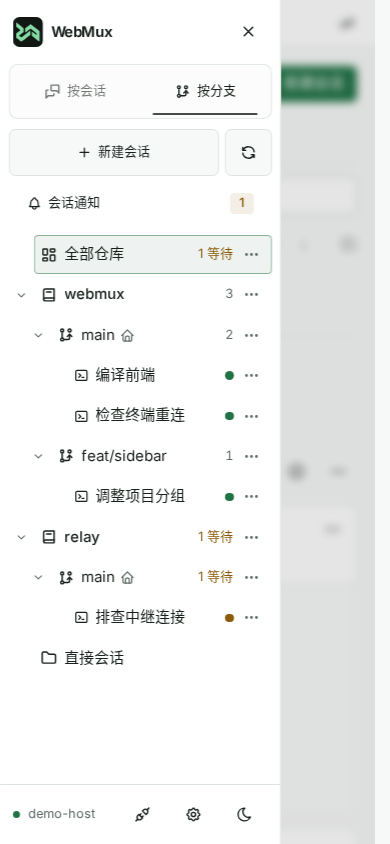 WebMux
按会话
按分支
新建会话
会话通知
1
全部仓库
1 等待
webmux
3
main
2
编译前端
检查终端重连
feat/sidebar
1
调整项目分组
relay
1 等待
main
1 等待
排查中继连接
直接会话
demo-host